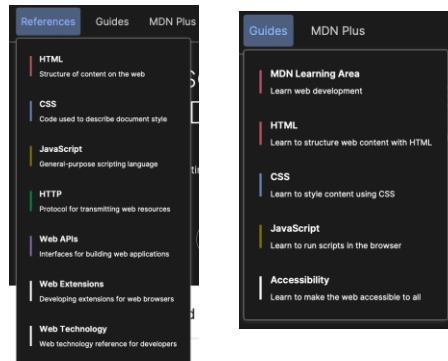 References Guides MDN Plus
HTML
Structure of content on the web
CSS
Code used to describe document style
JavaScript
General-purpose scripting language
HTTP
Protocol for transmitting web resources
Web APIs
Interfaces for building web applications
Web Extensions
Developing extensions for web browsers
Web Technology
Web technology reference for developers
Guides MDN Plus
MDN Learning Area
Learn web development
HTML
Learn to structure web content with HTML
CSS
Learn to style content using CSS
JavaScript
Learn to run scripts in the browser
Accessibility
Learn to make the web accessible to all